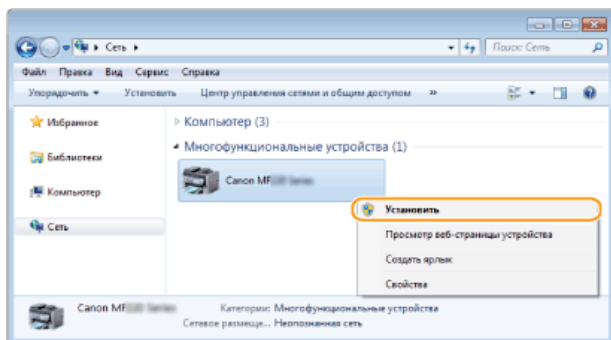 Сеть
Поиск: Сеть
Файл Правка Вид Сервис Справка
Упорядочить Установить Центр управления сетями и общим доступом »
Избранное
Библиотеки
Компьютер
Сеть
Компьютер (3)
Многофункциональные устройства (1)
Canon MF
Установить
Просмотр веб-страницы устройства
Создать ярлык
Свойства
Canon MF Категории: Многофункциональные устройства
Сетевое размеще... Неопознанная сеть